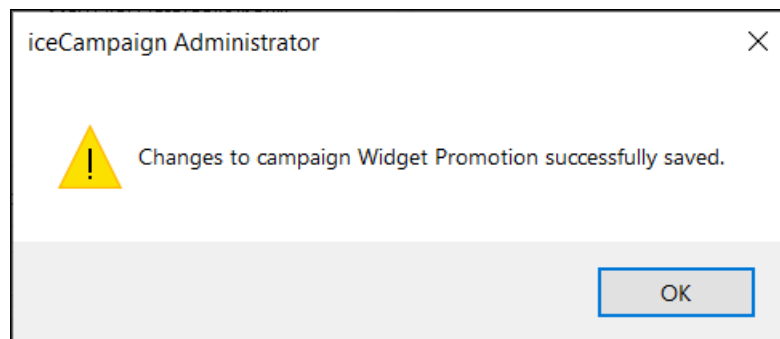 iceCampaign Administrator
Changes to campaign Widget Promotion successfully saved.
OK